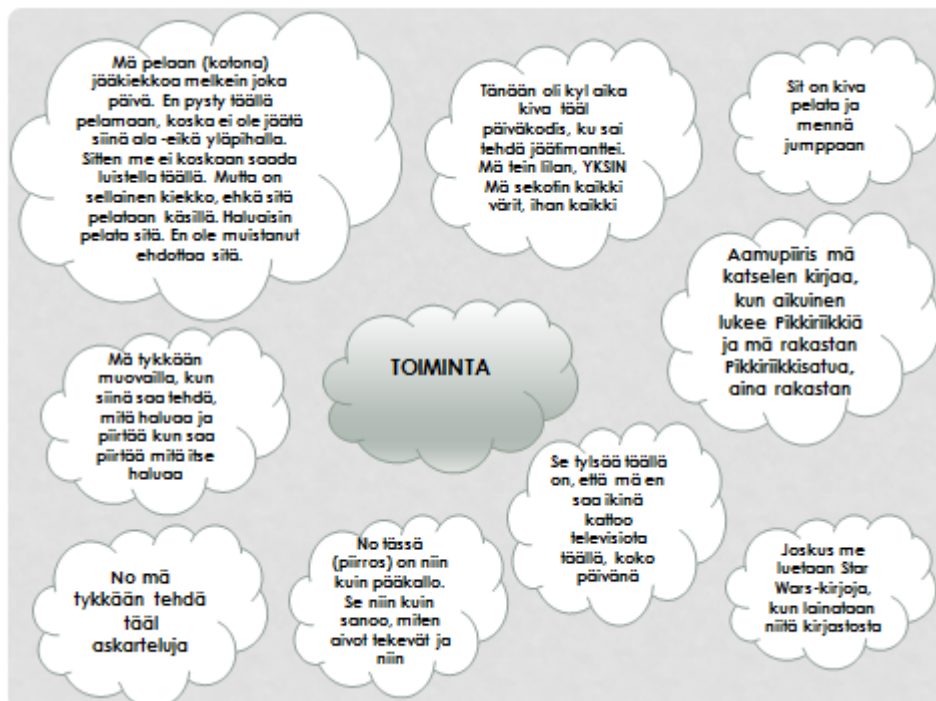 Mä pelaan (kotona)
jääkiekkoa melkein joka
päivä. En pysty täällä
pelamaan, koska ei ole jäätä
siinä ala -eikä yläpihalla.
Sitten me ei koskaan saada
luistella täällä. Mutta on
sellainen kiekko, ehkä sitä
pelataan käsillä. Haluaisin
pelata sitä. En ole muistanut
ehdottaa sitä.
Tänään oli kyl aika
kiva tääl
päiväkodis, ku sai
tehdä jäätimanttei.
Mä tein liilan, YKSIN
Mä sekotin kaikki
värit, ihan kaikki
Sit on kiva
pelata ja
mennä
jumppaan
Aamupiiris mä
katselen kirjaa,
kun aikuinen
lukee Pikkiriikkiä
ja mä rakastan
Pikkiriikkisatua,
aina rakastan
TOIMINTA
Mä tykkään
muovailla, kun
siinä saa tehdä,
mitä haluaa ja
piirtää kun saa
piirtää mitä itse
haluaa
Se tylsää täällä
on, että mä en
saa ikinä
kattoo
televisiota
täällä, koko
päivänä
No mä
tykkään tehdä
tääl
askarteluja
No tässä
(piirros) on niin
kuin pääkallo.
Se niin kuin
sanoo, miten
aivot tekevät ja
niin
Joskus me
luetaan Star
Wars-kirjoja,
kun lainataan
niitä kirjastosta